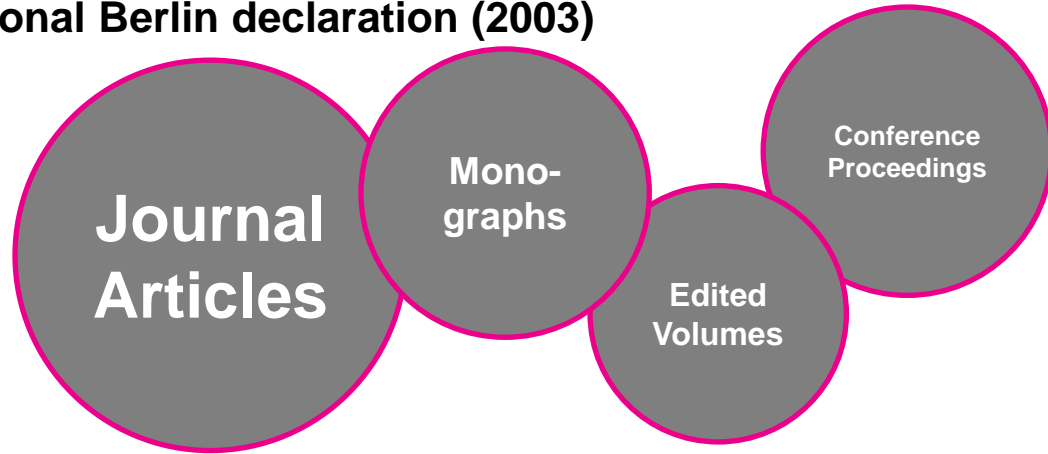 onal Berlin declaration (2003)
Journal
Articles
Mono-
graphs
Edited
Volumes
Conference
Proceedings